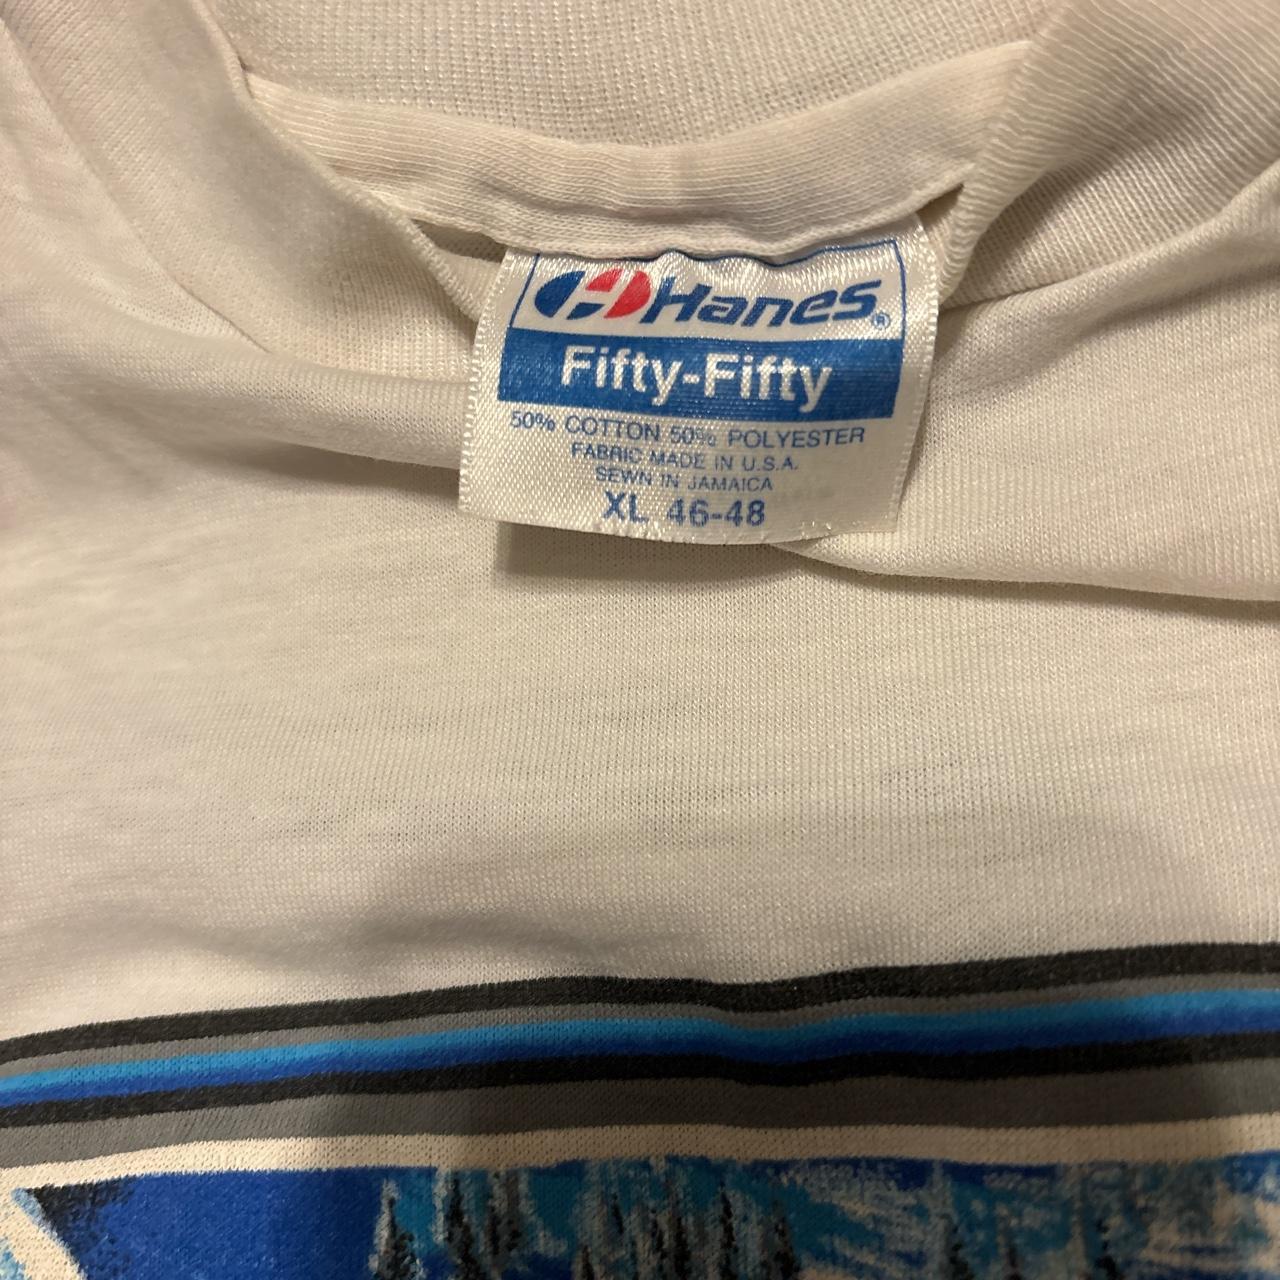 Hanes®
Fifty-Fifty
50% COTTON 50% POLYESTER
FABRIC MADE IN U.S.A.
SEWN IN JAMAICA
XL 46-48